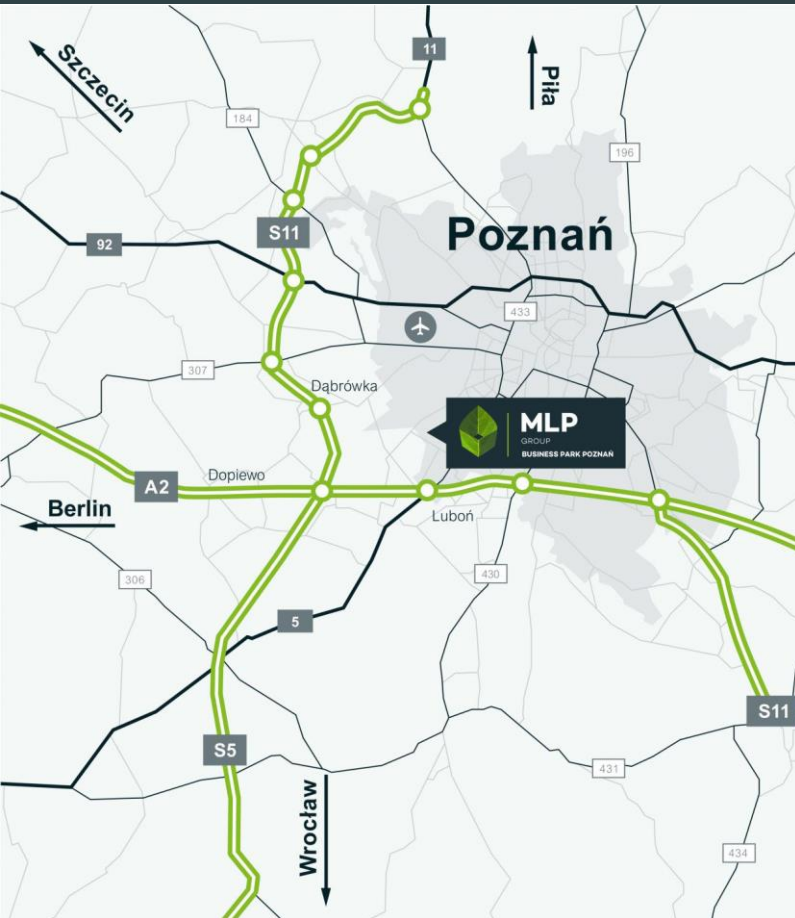 11
Szczecin
Piła
184
196
S11
Poznań
92
433
307
Dąbrówka
MLP
GROUP
BUSINESS PARK POZNAŃ
Dopiewo
A2
Berlin
Luboń
306
430
5
S11
S5
431
Wrocław
434